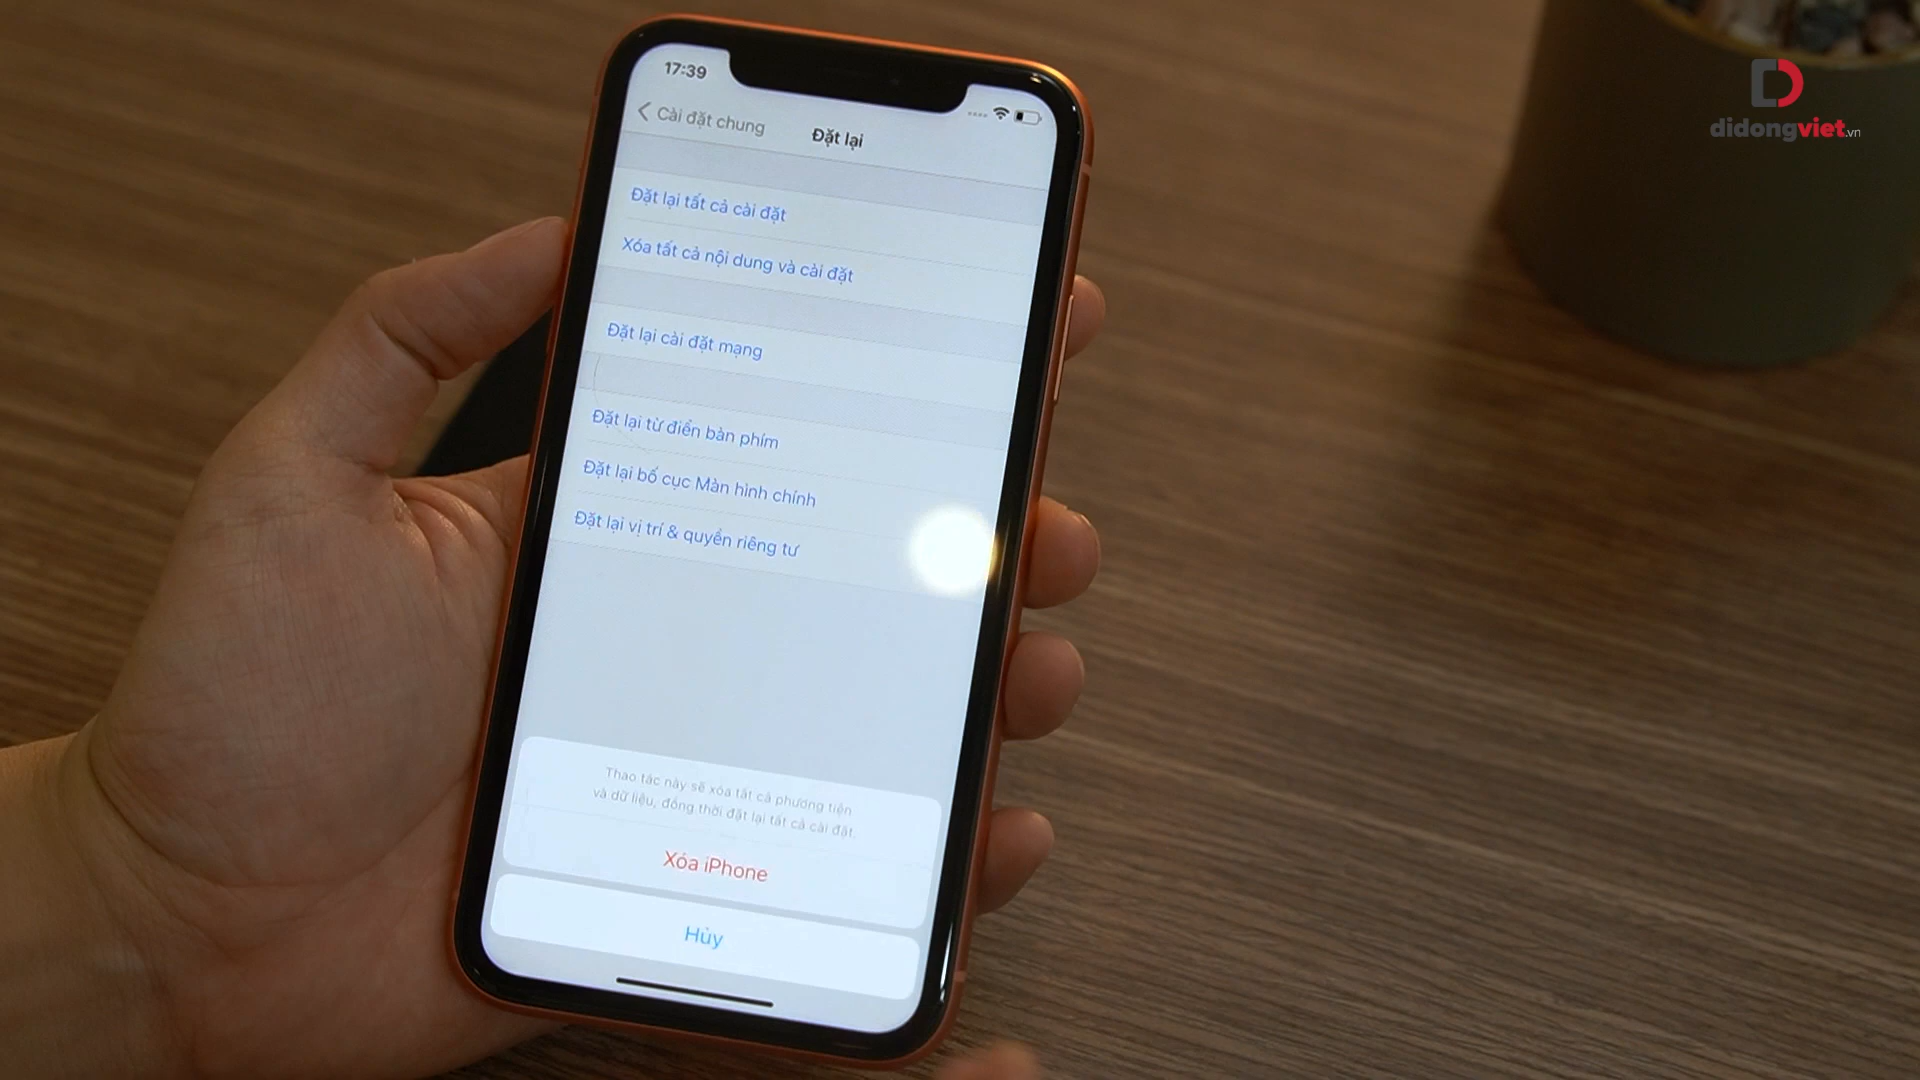 17:39
Cài đặt chung
Đặt lại
Đặt lại tất cả cài đặt
Xóa tất cả nội dung và cài đặt
Đặt lại cài đặt mạng
Đặt lại từ điển bàn phím
Đặt lại bố cục Màn hình chính
Đặt lại vị trí & quyền riêng tư
Thao tác này sẽ xóa tất cả phương tiện
và dữ liệu, đồng thời đặt lại tất cả cài đặt.
Xóa iPhone
Hủy
didongviet.vn